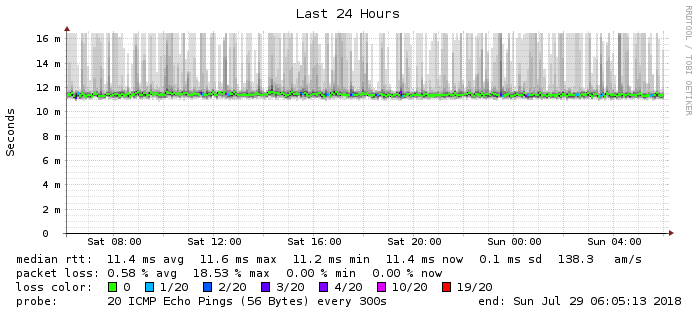 Last 24 Hours
RRDTOOL / TOBI OETIKER
Seconds
16 m
14 m
12 m
10 m
8 m
6 m
4 m
2 m
0
Sat 08:00 Sat 12:00 Sat 16:00 Sat 20:00 Sun 00:00 Sun 04:00
median rtt: 11.4 ms avg 11.6 ms max 11.2 ms min 11.4 ms now 0.1 ms sd 138.3 am/s
packet loss: 0.58 % avg 18.53 % max 0.00 % min 0.00 % now
loss color: 0 1/20 2/20 3/20 4/20 10/20 19/20
probe: 20 ICMP Echo Pings (56 Bytes) every 300s end: Sun Jul 29 06:05:13 2018